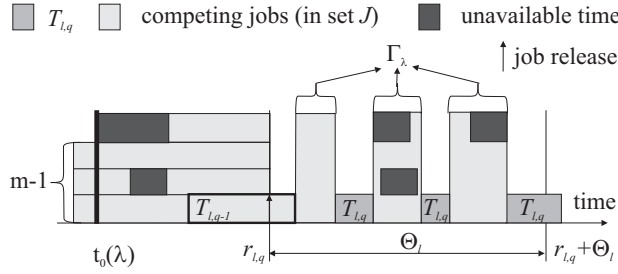 T_{l,q} competing jobs (in set J) unavailable time
job release
Γ_λ
m-1
T_{l,q-1} T_{l,q} T_{l,q} T_{l,q} time
t_0(λ) r_{l,q} Θ_l r_{l,q}+Θ_l